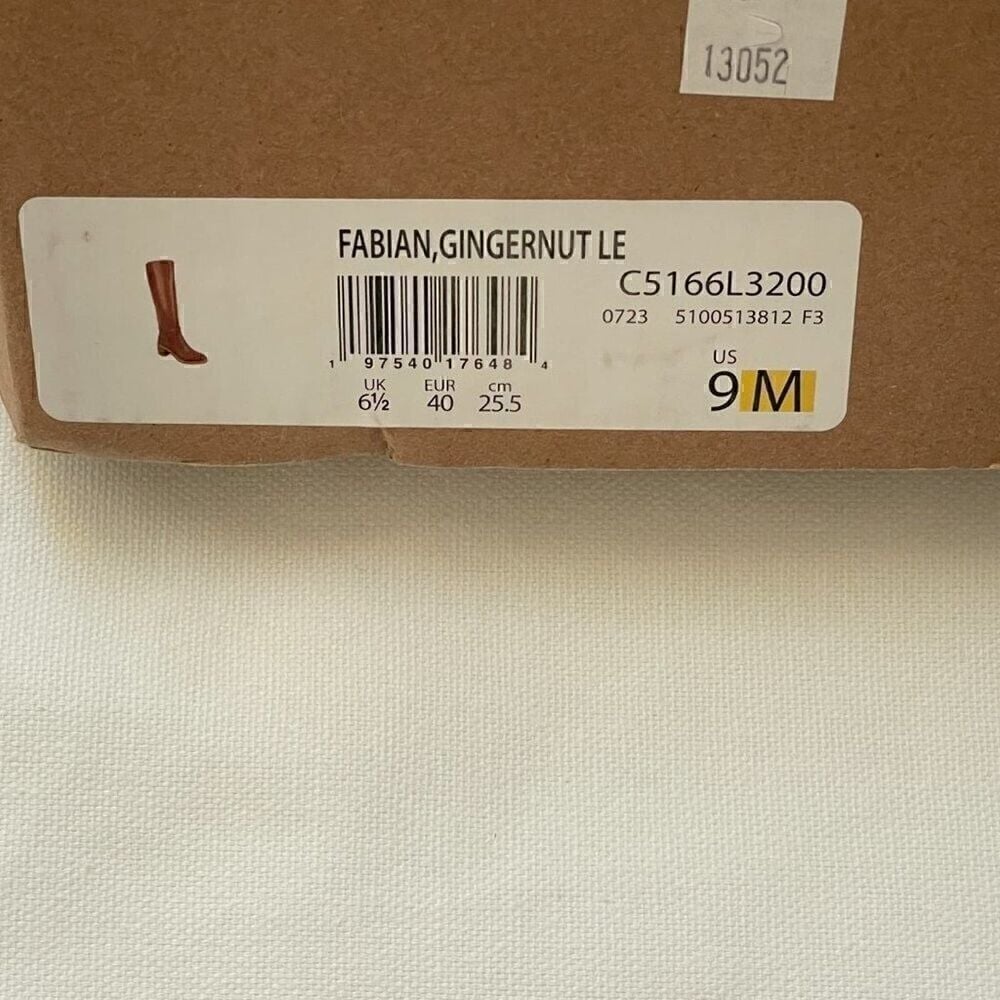 13052
FABIAN,GINGERNUT LE
C5166L3200
0723 5100513812 F3
1 97540 17648 4
UK EUR cm
6½ 40 25.5
US
9 M